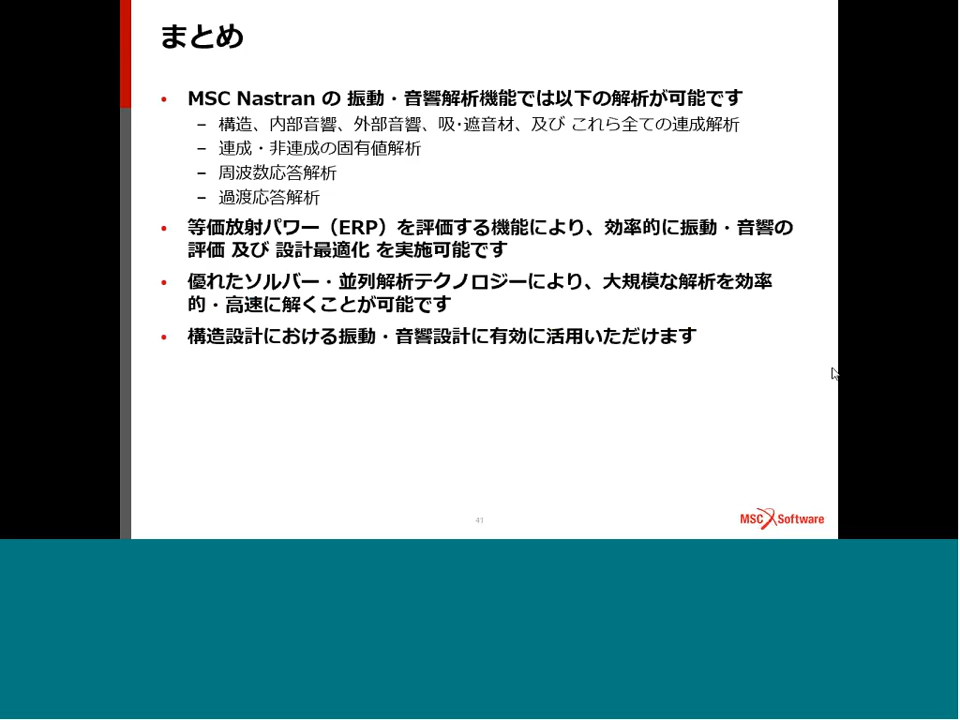 まとめ
• MSC Nastran の 振動・音響解析機能では以下の解析が可能です
– 構造、内部音響、外部音響、吸･遮音材、及び これら全ての連成解析
– 連成・非連成の固有値解析
– 周波数応答解析
– 過渡応答解析
• 等価放射パワー（ERP）を評価する機能により、効率的に振動・音響の
評価 及び 設計最適化 を実施可能です
• 優れたソルバー・並列解析テクノロジーにより、大規模な解析を効率
的・高速に解くことが可能です
• 構造設計における振動・音響設計に有効に活用いただけます
41
MSC Software